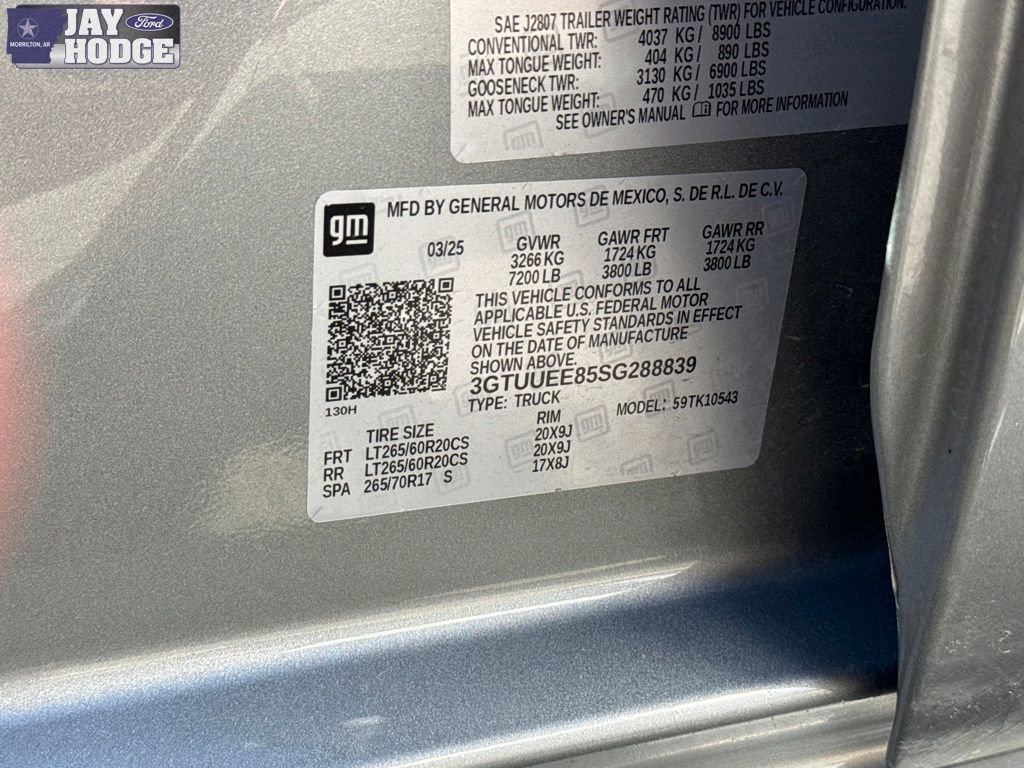 MORRILTON, AR
JAY
Ford
HODGE
SAE J2807 TRAILER WEIGHT RATING (TWR) FOR VEHICLE CONFIGURATION.
CONVENTIONAL TWR: 4037 KG / 8900 LBS
MAX TONGUE WEIGHT: 404 KG / 890 LBS
GOOSENECK TWR: 3130 KG / 6900 LBS
MAX TONGUE WEIGHT: 470 KG / 1035 LBS
SEE OWNER'S MANUAL FOR MORE INFORMATION
gm
MFD BY GENERAL MOTORS DE MEXICO, S. DE R.L. DE C.V.
03/25 GVWR GAWR FRT GAWR RR
3266 KG 1724 KG 1724 KG
7200 LB 3800 LB 3800 LB
THIS VEHICLE CONFORMS TO ALL
APPLICABLE U.S. FEDERAL MOTOR
VEHICLE SAFETY STANDARDS IN EFFECT
ON THE DATE OF MANUFACTURE
SHOWN ABOVE.
3GTUUEE85SG288839
TYPE: TRUCK MODEL: 59TK10543
130H
TIRE SIZE RIM
FRT LT265/60R20CS 20X9J
RR LT265/60R20CS 20X9J
SPA 265/70R17 S 17X8J